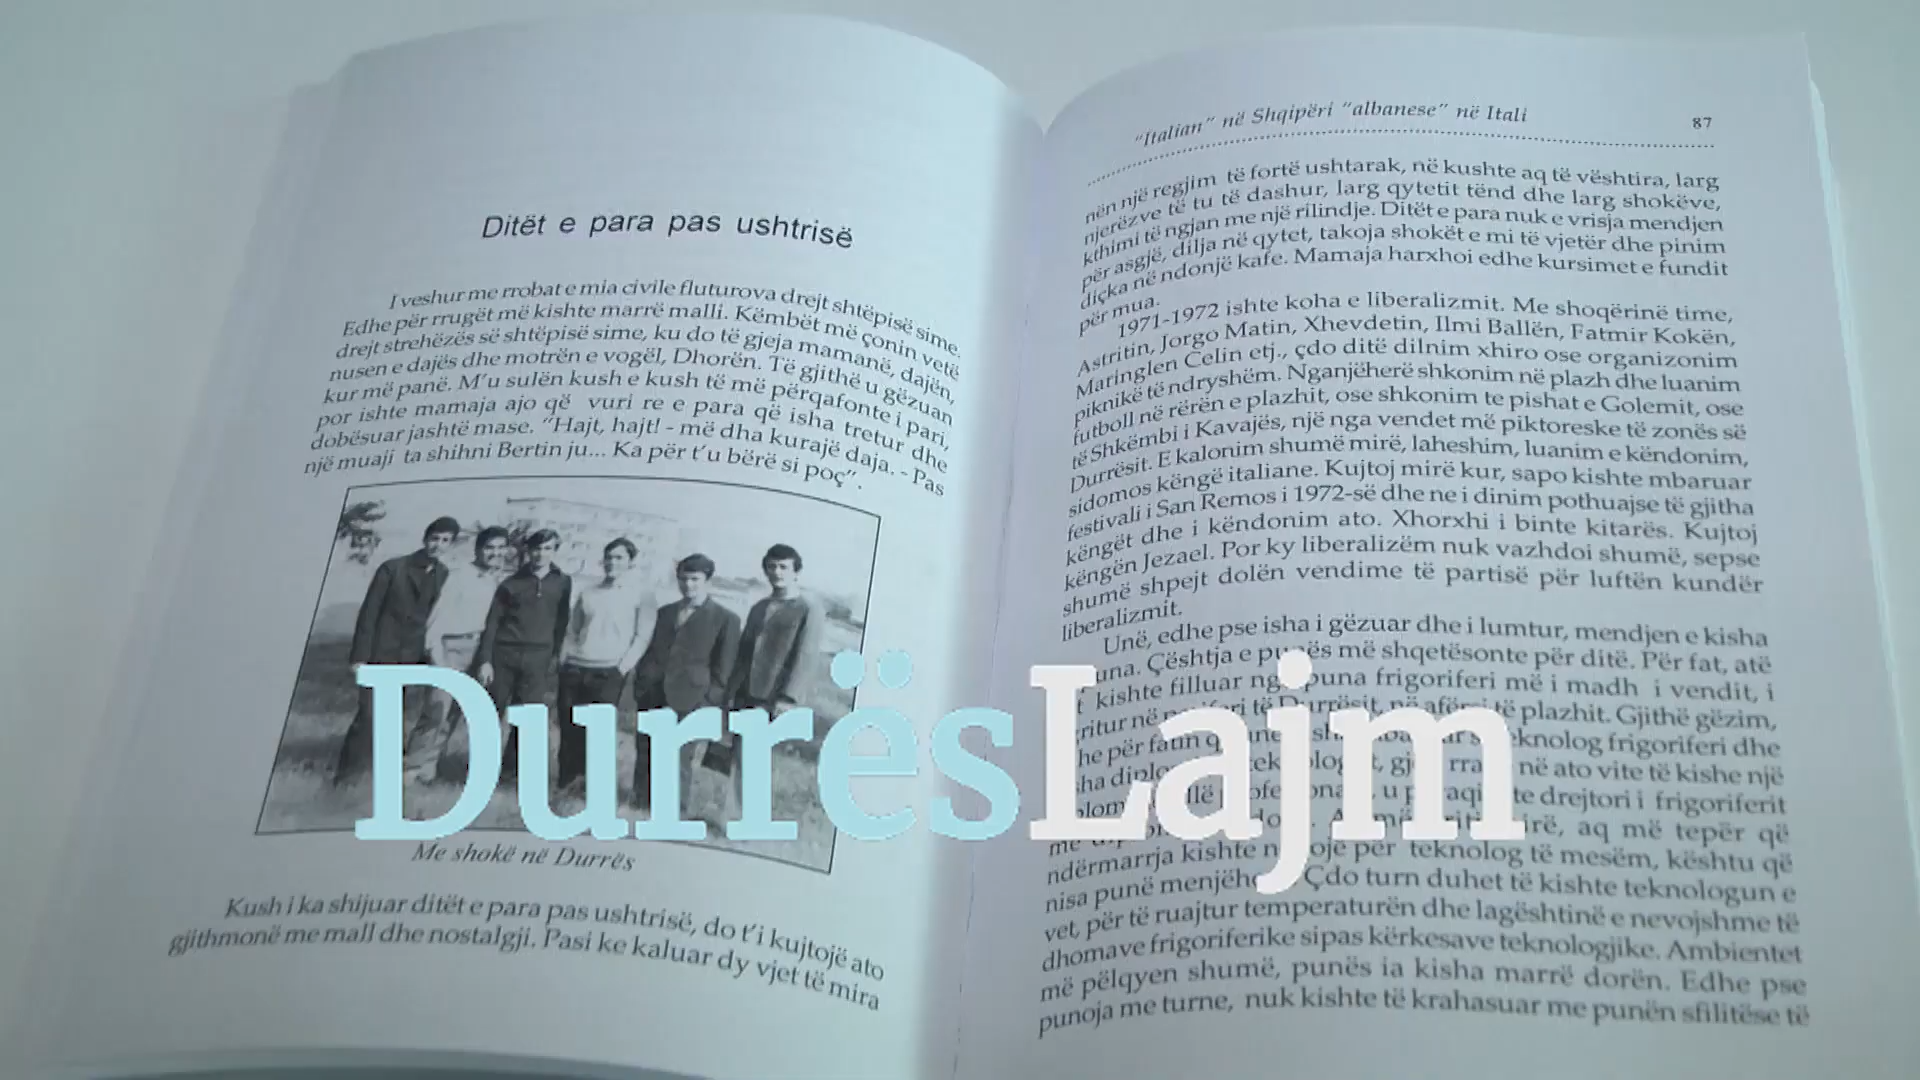 Ditët e para pas ushtrisë
I veshur me rrobat e mia civile fluturova drejt shtëpisë sime.
Edhe për rrugët më kishte marrë malli. Këmbët më çonin vetë
drejt strehëzës së shtëpisë sime, ku do të gjeja mamanë, dajën,
nusen e dajës dhe motrën e vogël, Dhorën. Të gjithë u gëzuan
kur më panë. M'u sulën kush e kush të më përqafonte i pari,
por ishte mamaja ajo që vuri re e para që isha tretur dhe
dobësuar jashtë mase. "Hajt, hajt! - më dha kurajë daja. - Pas
një muaji ta shihni Bertin ju... Ka për t'u bërë si poç".
Me shokë në Durrës
Kush i ka shijuar ditët e para pas ushtrisë, do t'i kujtojë ato
gjithmonë me mall dhe nostalgji. Pasi ke kaluar dy vjet të mira
"Italian" në Shqipëri "albanese" në Itali 87
nën një regjim të fortë ushtarak, në kushte aq të vështira, larg
njerëzve të tu të dashur, larg qytetit tënd dhe larg shokëve,
kthimi të ngjan me një rilindje. Ditët e para nuk e vrisja mendjen
për asgjë, dilja në qytet, takoja shokët e mi të vjetër dhe pinim
diçka në ndonjë kafe. Mamaja harxhoi edhe kursimet e fundit
për mua.
1971-1972 ishte koha e liberalizmit. Me shoqërinë time,
Astritin, Jorgo Matin, Xhevdetin, Ilmi Ballën, Fatmir Kokën,
Maringlen Celin etj., çdo ditë dilnim xhiro ose organizonim
piknikë të ndryshëm. Nganjëherë shkonim në plazh dhe luanim
futboll në rërën e plazhit, ose shkonim te pishat e Golemit, ose
të Shkëmbi i Kavajës, një nga vendet më piktoreske të zonës së
Durrësit. E kalonim shumë mirë, laheshim, luanim e këndonim,
sidomos këngë italiane. Kujtoj mirë kur, sapo kishte mbaruar
festivali i San Remos i 1972-së dhe ne i dinim pothuajse të gjitha
këngët dhe i këndonim ato. Xhorxhi i binte kitarës. Kujtoj
këngën Jezael. Por ky liberalizëm nuk vazhdoi shumë, sepse
shumë shpejt dolën vendime të partisë për luftën kundër
liberalizmit.
Unë, edhe pse isha i gëzuar dhe i lumtur, mendjen e kisha
Çështja e punës më shqetësonte për ditë. Për fat, atë
kishte filluar nga puna frigoriferi më i madh i vendit, i
në të Durrësit, në afërsi të plazhit. Gjithë gëzim,
për fatin frigoriferi dhe
në ato vite të kishe një
te drejtori i frigoriferit
aq më tepër që
ndërmarrja kishte nevojë për teknolog të mesëm, kështu që
nisa punë Çdo turn duhet të kishte teknologun e
vet, për të ruajtur temperaturën dhe lagështinë e nevojshme të
dhomave frigoriferike sipas kërkesave teknologjike. Ambientet
më pëlqyen shumë, punës ia kisha marrë dorën. Edhe pse
punoja me turne, nuk kishte të krahasuar me punën sfilitëse të
DurrësLajm